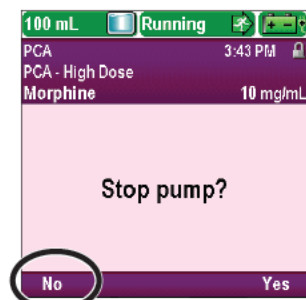 100 mL Running
PCA 3:43 PM
PCA - High Dose
Morphine 10 mg/mL
Stop pump?
No Yes